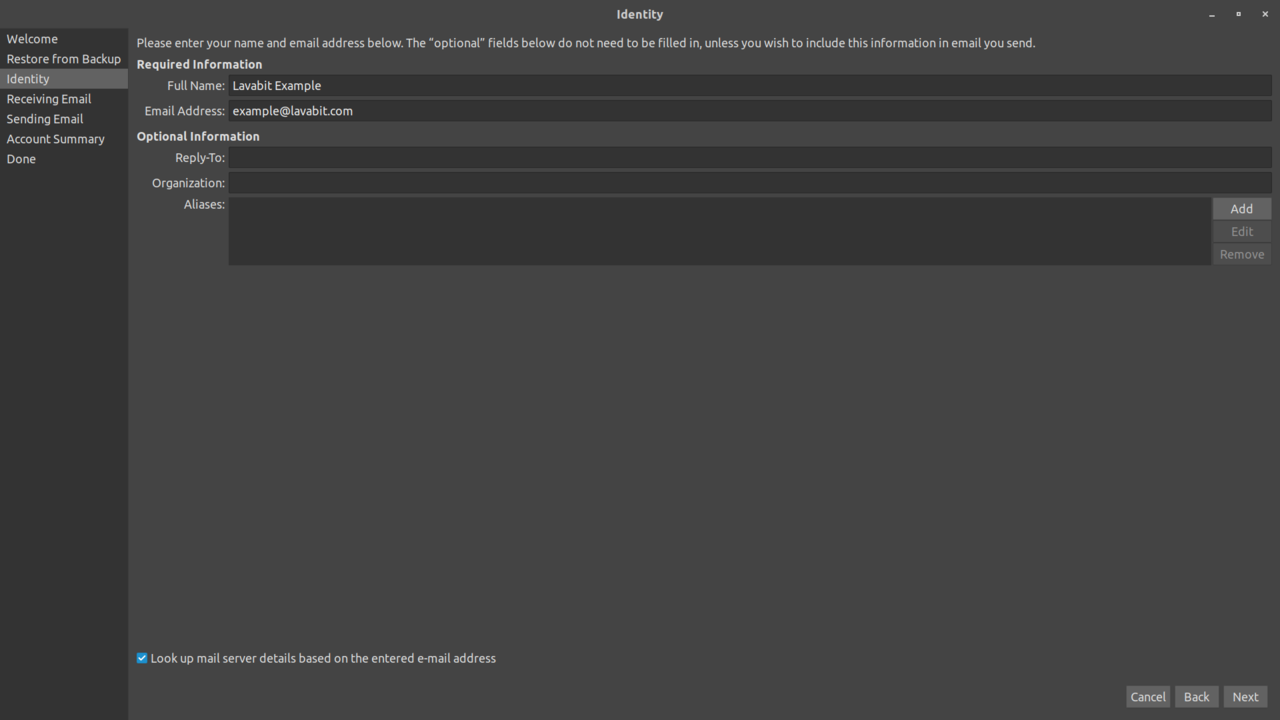 Identity
Welcome
Restore from Backup
Identity
Receiving Email
Sending Email
Account Summary
Done
Please enter your name and email address below. The “optional” fields below do not need to be filled in, unless you wish to include this information in email you send.
Required Information
Full Name: Lavabit Example
Email Address: example@lavabit.com
Optional Information
Reply-To:
Organization:
Aliases:
Add
Edit
Remove
Look up mail server details based on the entered e-mail address
Cancel Back Next